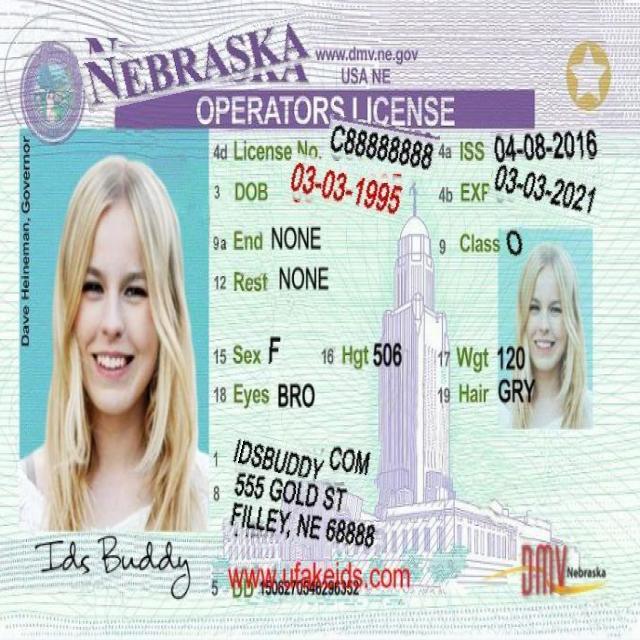 NEBRASKA
www.dmv.ne.gov
USA NE
OPERATORS LICENSE
Dave Heineman, Governor
4d License No. C88888888 4a ISS 04-08-2016
3 DOB 03-03-1995 4b EXP 03-03-2021
9a End NONE 9 Class O
12 Rest NONE
15 Sex F 16 Hgt 506 17 Wgt 120
18 Eyes BRO 19 Hair GRY
1 IDSBUDDY COM
8 555 GOLD ST
FILLEY, NE 68888
Ids Buddy
www.ufakeids.com
5 DD 1506270546296352
DMV Nebraska